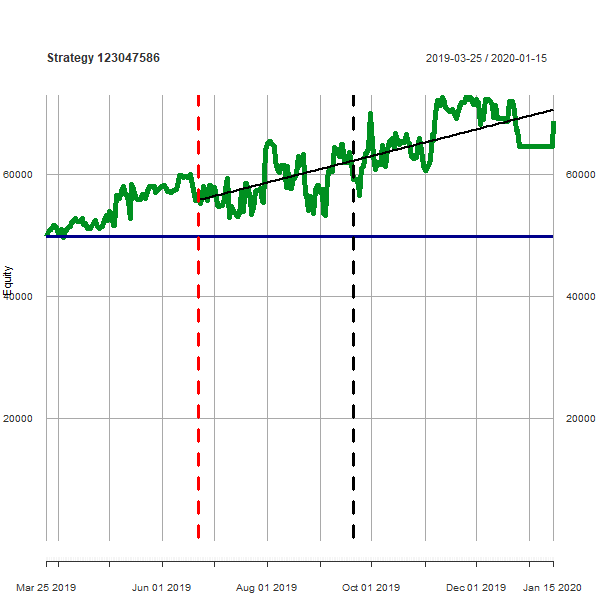 Strategy 123047586
2019-03-25 / 2020-01-15
60000
60000
Equity
40000
40000
20000
20000
Mar 25 2019
Jun 01 2019
Aug 01 2019
Oct 01 2019
Dec 01 2019
Jan 15 2020